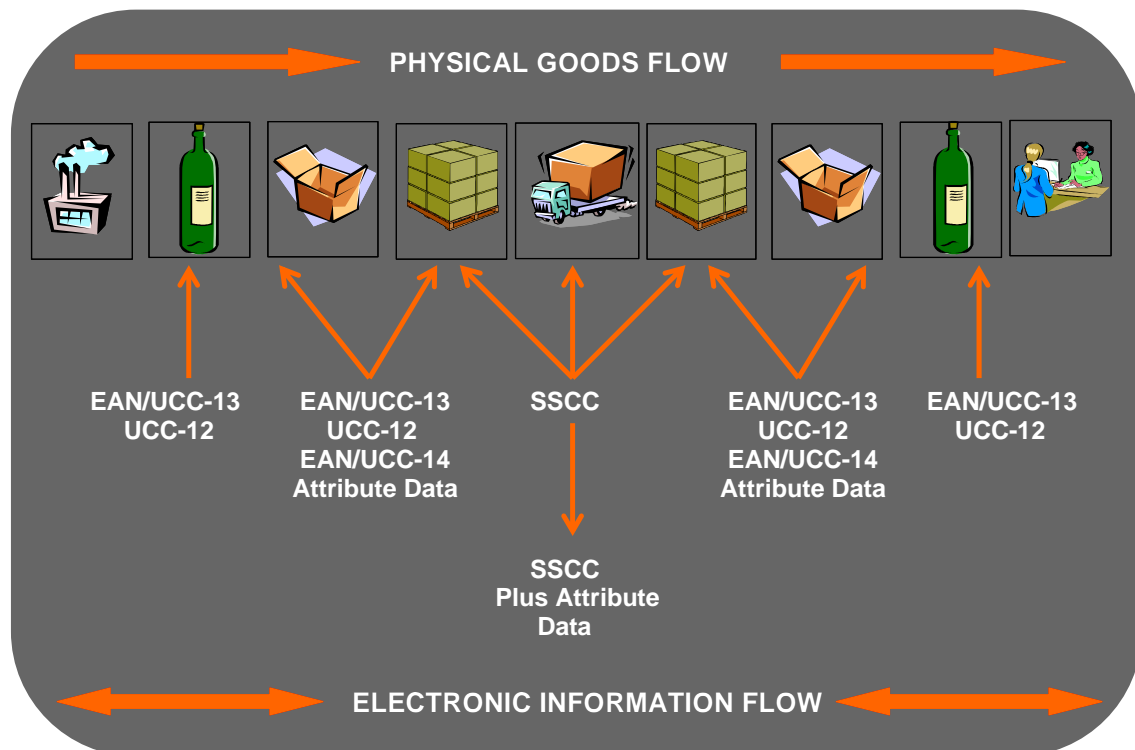 PHYSICAL GOODS FLOW
EAN/UCC-13
UCC-12
EAN/UCC-13
UCC-12
EAN/UCC-14
Attribute Data
SSCC
EAN/UCC-13
UCC-12
EAN/UCC-14
Attribute Data
EAN/UCC-13
UCC-12
SSCC
Plus Attribute
Data
ELECTRONIC INFORMATION FLOW